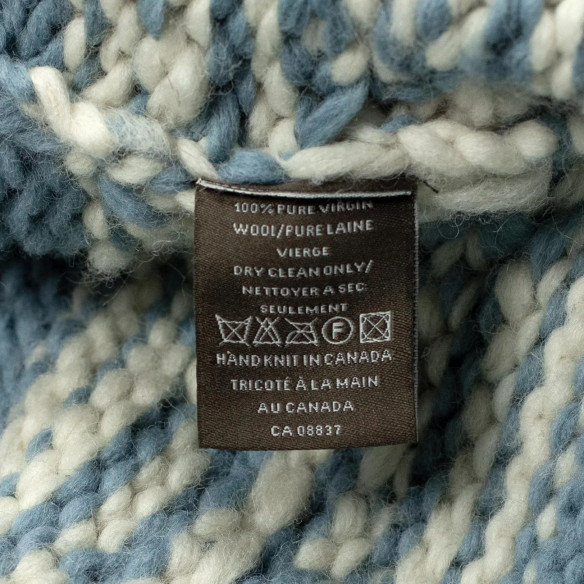 100% PURE VIRGIN
WOOL/PURE LAINE
VIERGE
DRY CLEAN ONLY/
NETTOYER A SEC
SEULEMENT
F
HAND KNIT IN CANADA
TRICOTÉ À LA MAIN
AU CANADA
CA 08837